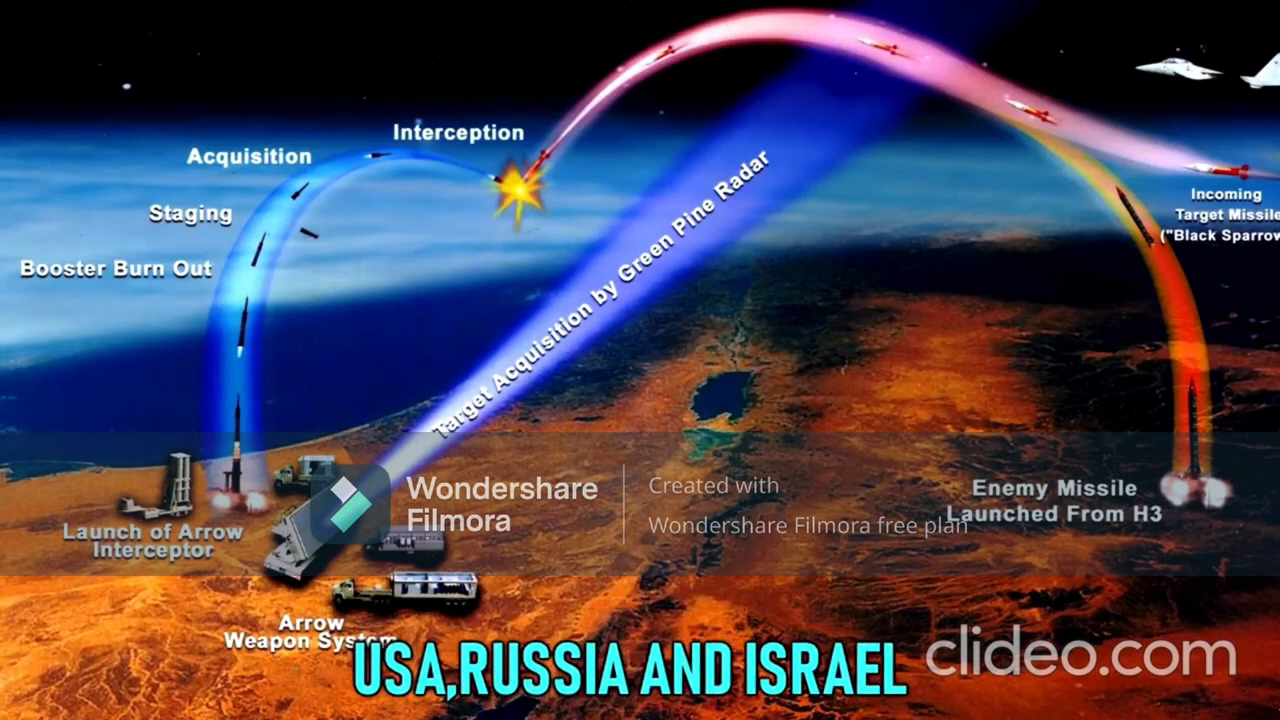 Interception
Acquisition
Staging
Booster Burn Out
Target Acquisition by Green Pine Radar
Incoming
Target Missile
("Black Sparrow
Wondershare
Filmora
Created with
Wondershare Filmora free plan
Enemy Missile
Launched From H3
Launch of Arrow
Interceptor
Arrow
Weapon System
USA,RUSSIA AND ISRAEL
clideo.com